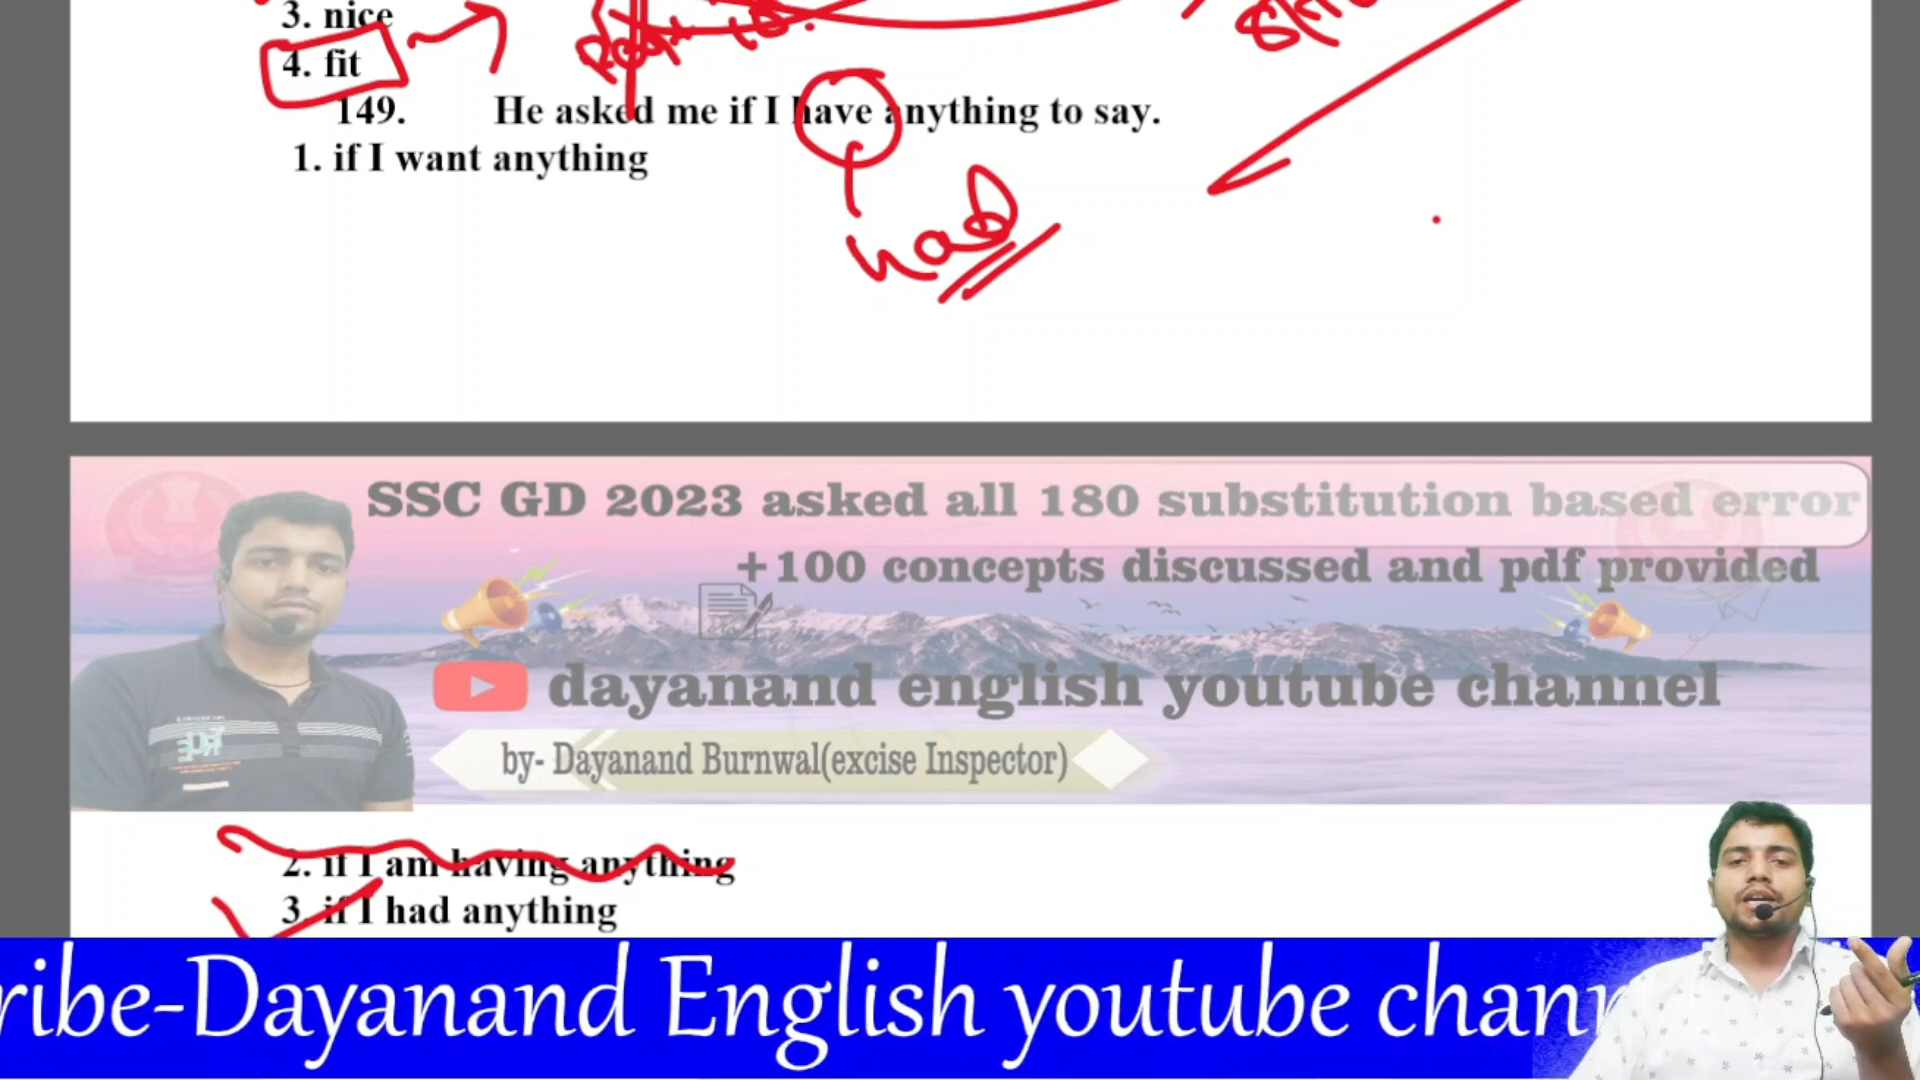 3. nice
4. fit
149. He asked me if I have anything to say.
1. if I want anything
had
SSC GD 2023 asked all 180 substitution based error
+100 concepts discussed and pdf provided
dayanand english youtube channel
by- Dayanand Burnwal(excise Inspector)
2. if I am having anything
3. if I had anything
ribe-Dayanand English youtube chann